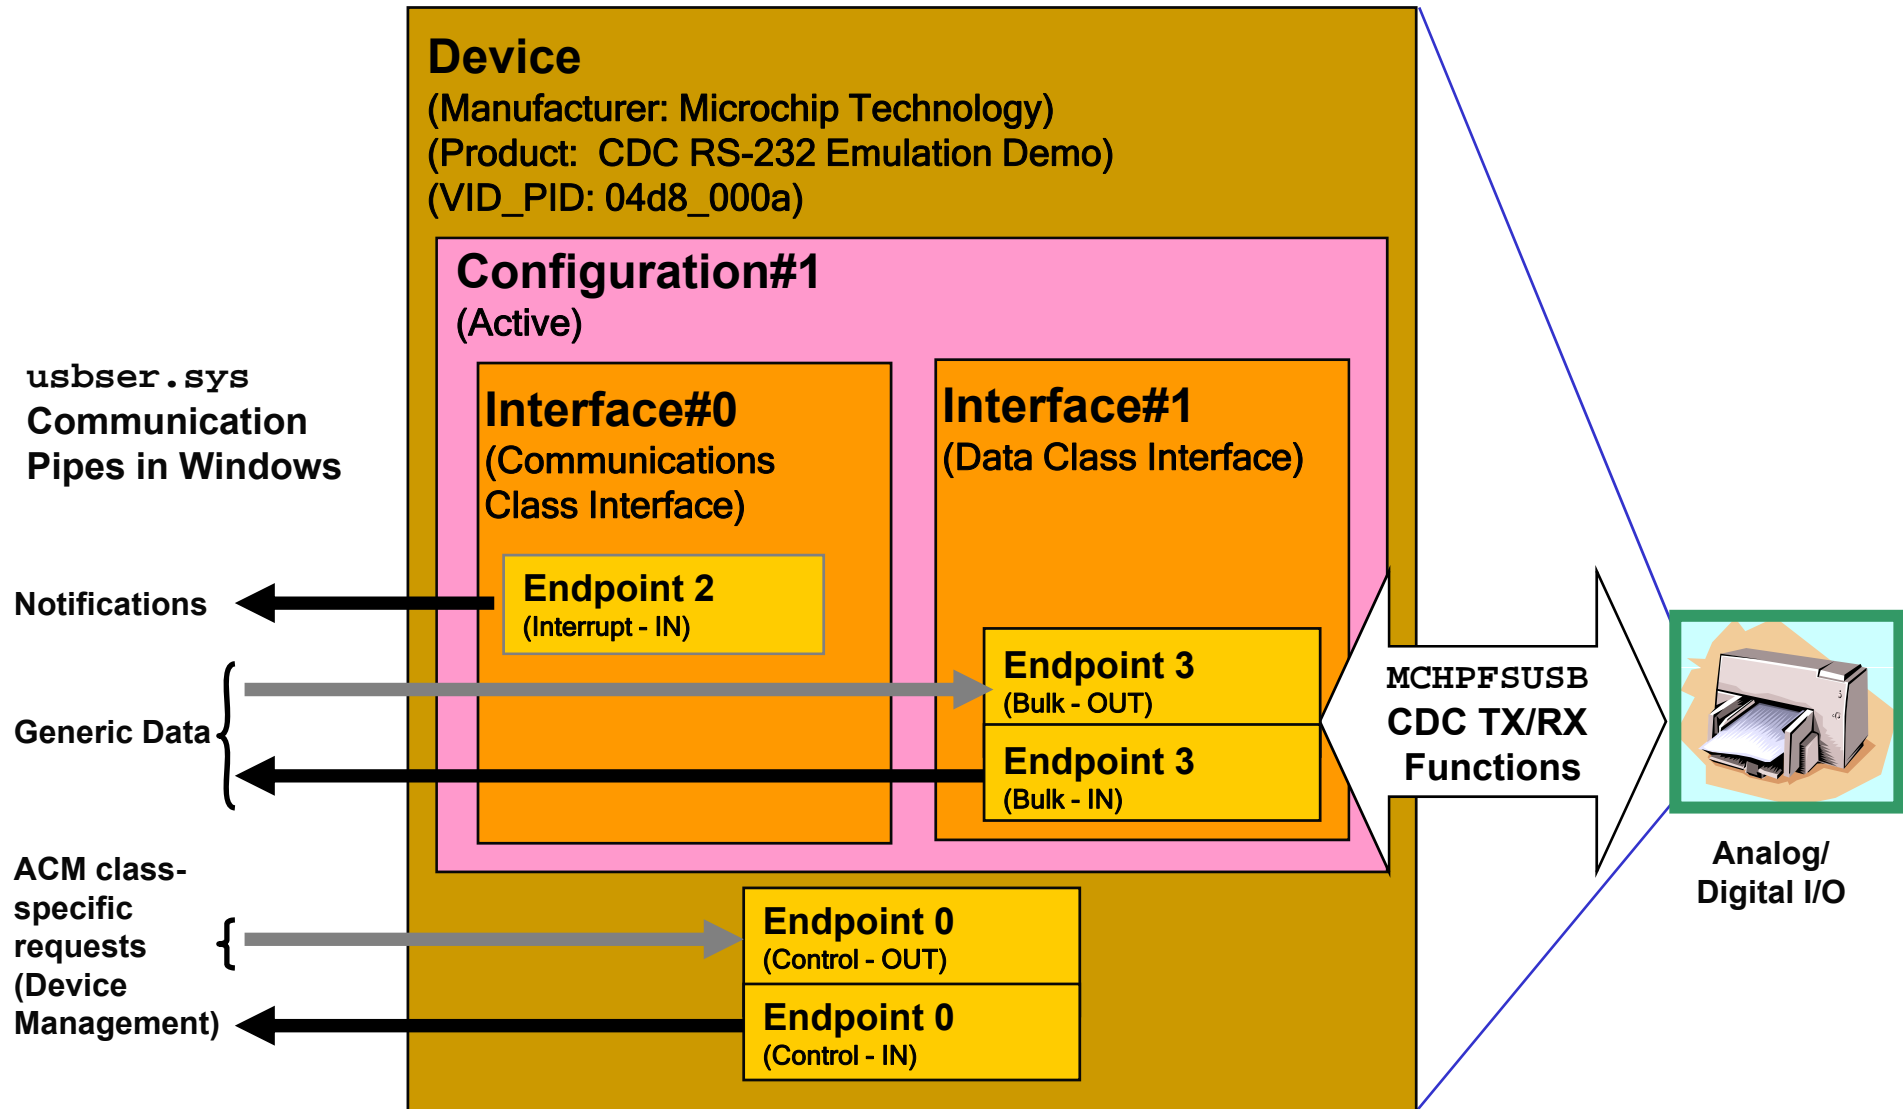 Device
(Manufacturer: Microchip Technology)
(Product: CDC RS-232 Emulation Demo)
(VID_PID: 04d8_000a)
Configuration#1
(Active)
usbser.sys
Communication
Pipes in Windows
Interface#0
(Communications
Class Interface)
Interface#1
(Data Class Interface)
Notifications
Endpoint 2
(Interrupt - IN)
Generic Data
Endpoint 3
(Bulk - OUT)
Endpoint 3
(Bulk - IN)
MCHPFSUSB
CDC TX/RX
Functions
Analog/
Digital I/O
ACM class-
specific
requests
(Device
Management)
Endpoint 0
(Control - OUT)
Endpoint 0
(Control - IN)